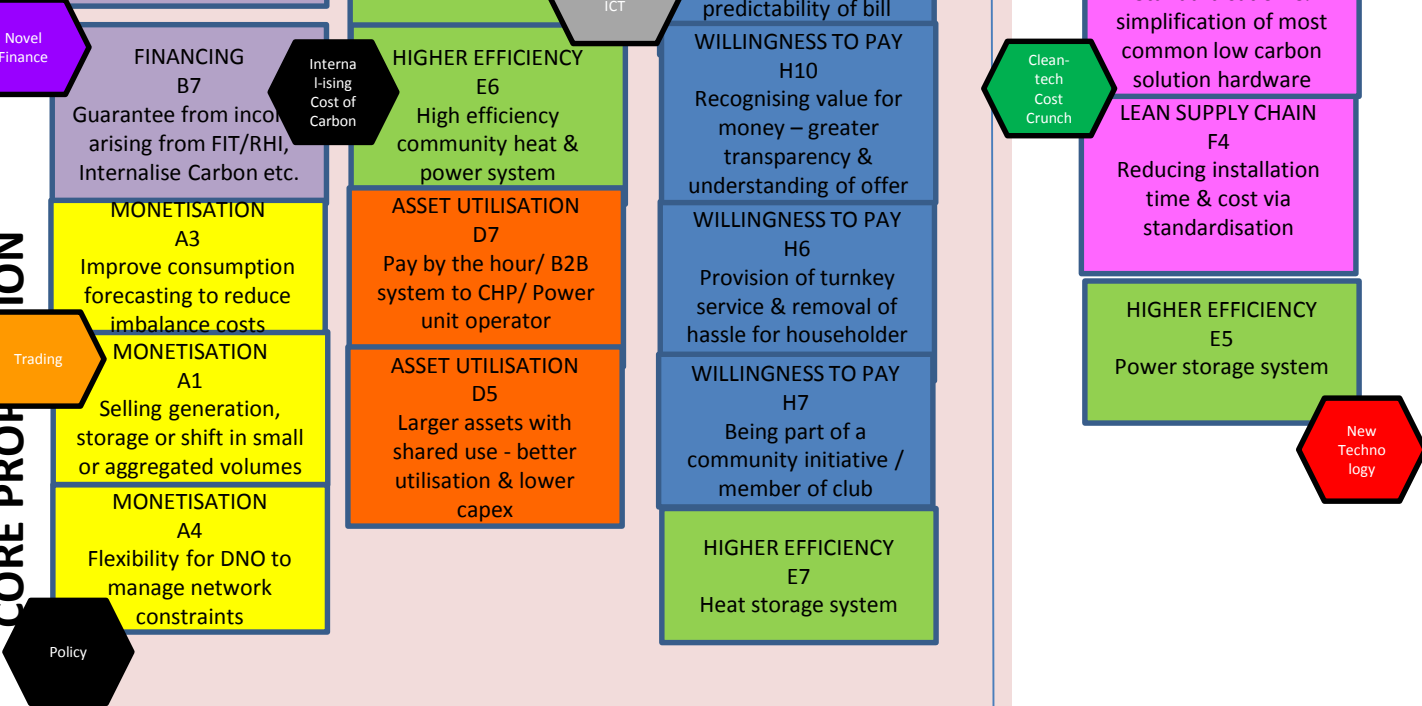 Novel
Finance
FINANCING
B7
Guarantee from
arising from FIT/RHI,
Internalise Carbon etc.
MONETISATION
A3
Improve consumption
forecasting to reduce
imbalance costs
Trading
MONETISATION
A1
Selling generation,
storage or shift in small
or aggregated volumes
MONETISATION
A4
Flexibility for DNO to
manage network
constraints
Policy
CORE
Interna
l-ising
Cost of
Carbon
HIGHER EFFICIENCY
E6
High efficiency
community heat &
power system
ASSET UTILISATION
D7
Pay by the hour/ B2B
system to CHP/ Power
unit operator
ASSET UTILISATION
D5
Larger assets with
shared use - better
utilisation & lower
capex
ICT
predictability of bill
WILLINGNESS TO PAY
H10
Recognising value for
money – greater
transparency &
understanding of offer
WILLINGNESS TO PAY
H6
Provision of turnkey
service & removal of
hassle for householder
WILLINGNESS TO PAY
H7
Being part of a
community initiative /
member of club
HIGHER EFFICIENCY
E7
Heat storage system
Clean-
tech
Cost
Crunch
simplification of most
common low carbon
solution hardware
LEAN SUPPLY CHAIN
F4
Reducing installation
time & cost via
standardisation
HIGHER EFFICIENCY
E5
Power storage system
New
Techno
logy